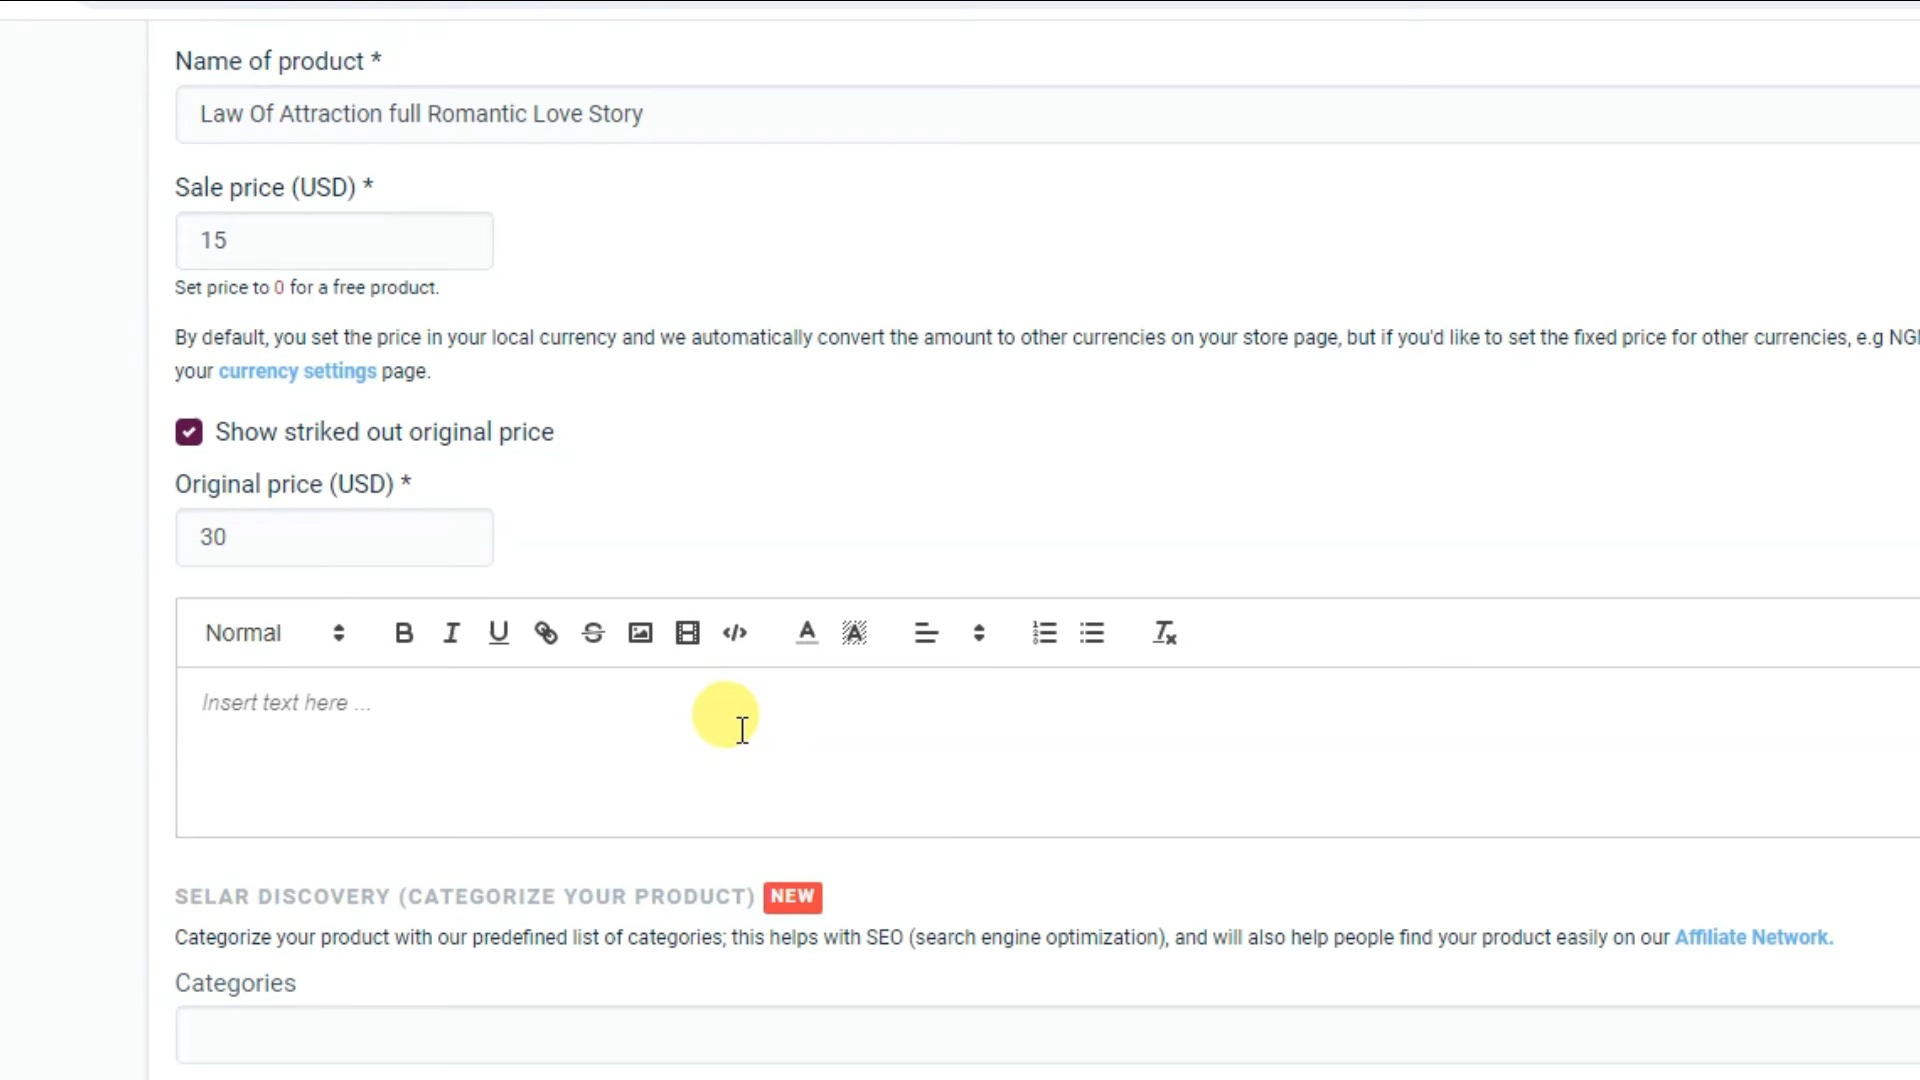 Name of product *
Law Of Attraction full Romantic Love Story
Sale price (USD) *
15
Set price to 0 for a free product.
By default, you set the price in your local currency and we automatically convert the amount to other currencies on your store page, but if you'd like to set the fixed price for other currencies, e.g
your currency settings page.
Show striked out original price
Original price (USD) *
30
Normal
Insert text here ...
SELAR DISCOVERY (CATEGORIZE YOUR PRODUCT) NEW
Categorize your product with our predefined list of categories; this helps with SEO (search engine optimization), and will also help people find your product easily on our Affiliate Network.
Categories